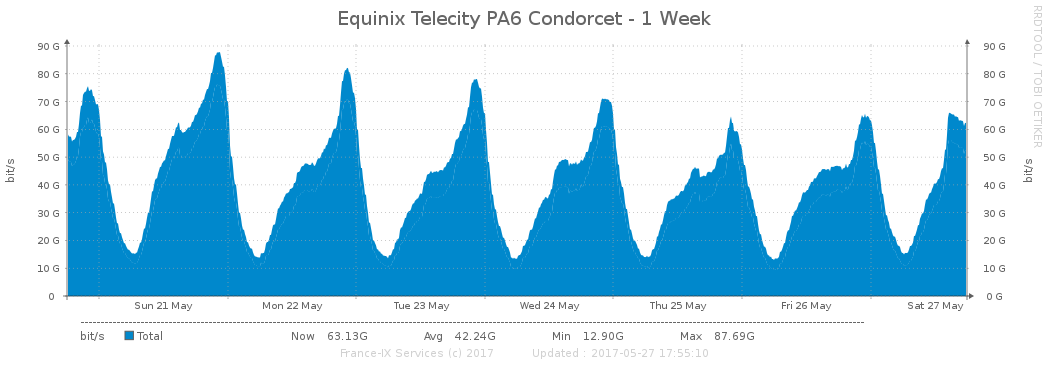 Equinix Telecity PA6 Condorcet - 1 Week
RRDTOOL / TOBI OETIKER
bit/s
90 G 90 G
80 G 80 G
70 G 70 G
60 G 60 G
50 G 50 G
40 G 40 G
30 G 30 G
20 G 20 G
10 G 10 G
0 0 G
bit/s
Sun 21 May Mon 22 May Tue 23 May Wed 24 May Thu 25 May Fri 26 May Sat 27 May
bit/s Total Now 63.13G Avg 42.24G Min 12.90G Max 87.69G
France-IX Services (c) 2017 Updated : 2017-05-27 17:55:10